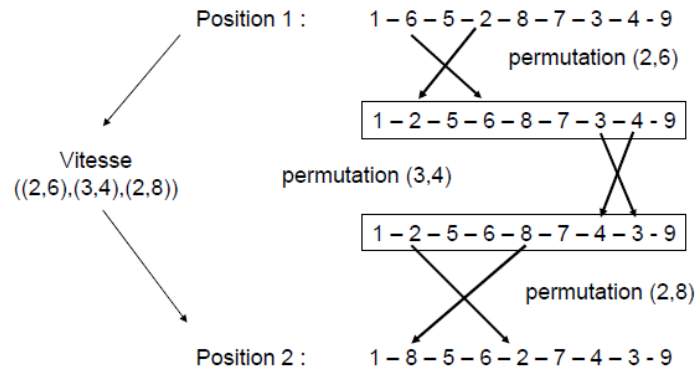 Position 1 : 1 – 6 – 5 – 2 – 8 – 7 – 3 – 4 - 9
permutation (2,6)
1 – 2 – 5 – 6 – 8 – 7 – 3 – 4 - 9
Vitesse
((2,6),(3,4),(2,8))
permutation (3,4)
1 – 2 – 5 – 6 – 8 – 7 – 4 – 3 - 9
permutation (2,8)
Position 2 : 1 – 8 – 5 – 6 – 2 – 7 – 4 – 3 - 9